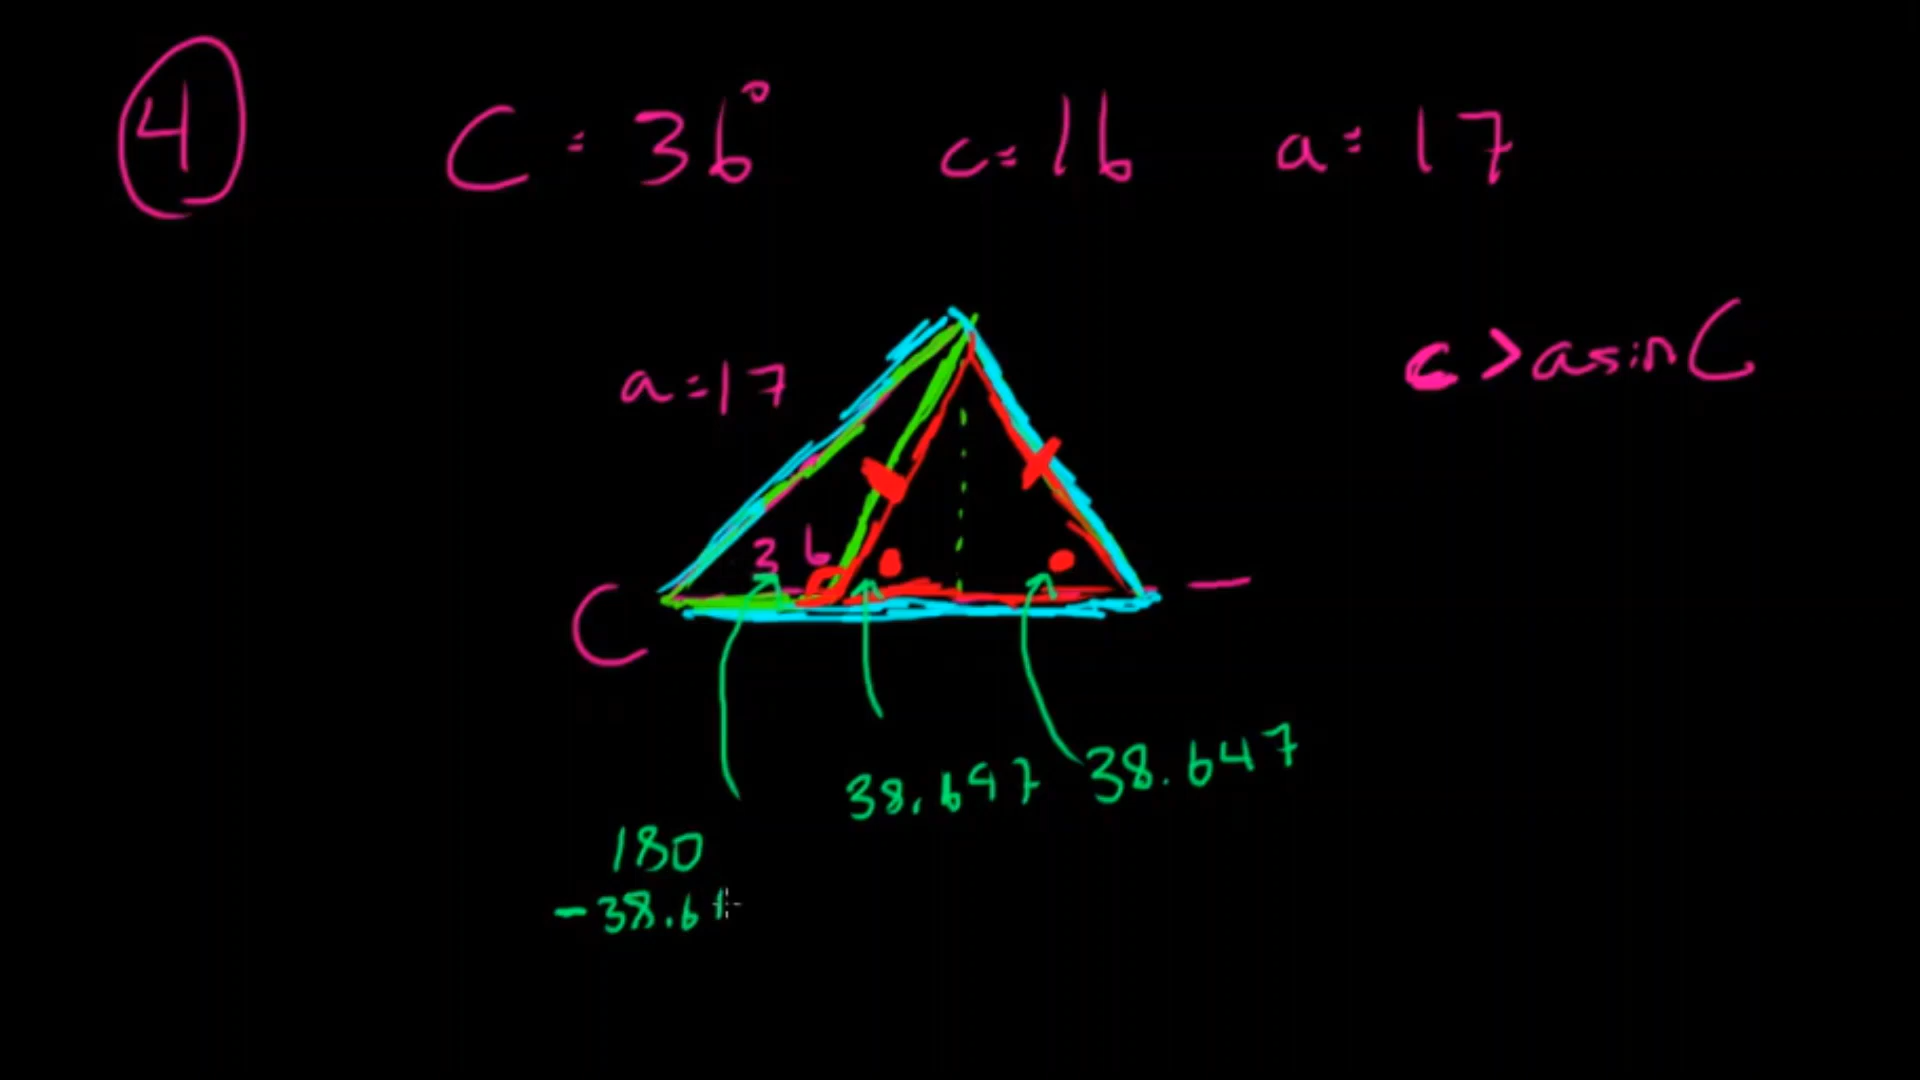 4 C = 36° c = 16 a = 17
c > a sin C
a = 17
36
C
38.647 38.647
180
- 38.6